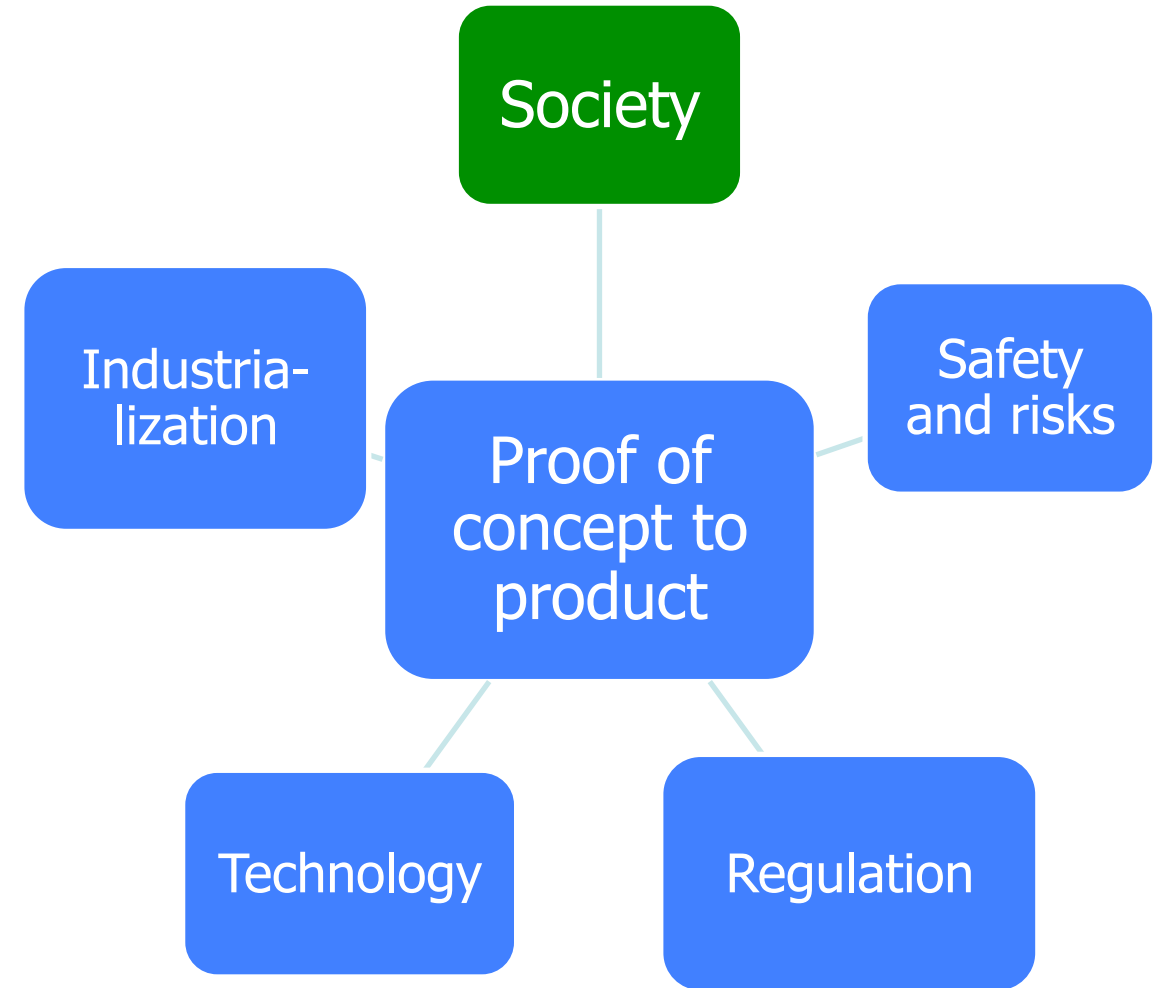 Society
Industria-
lization
Safety
and risks
Proof of
concept to
product
Technology
Regulation